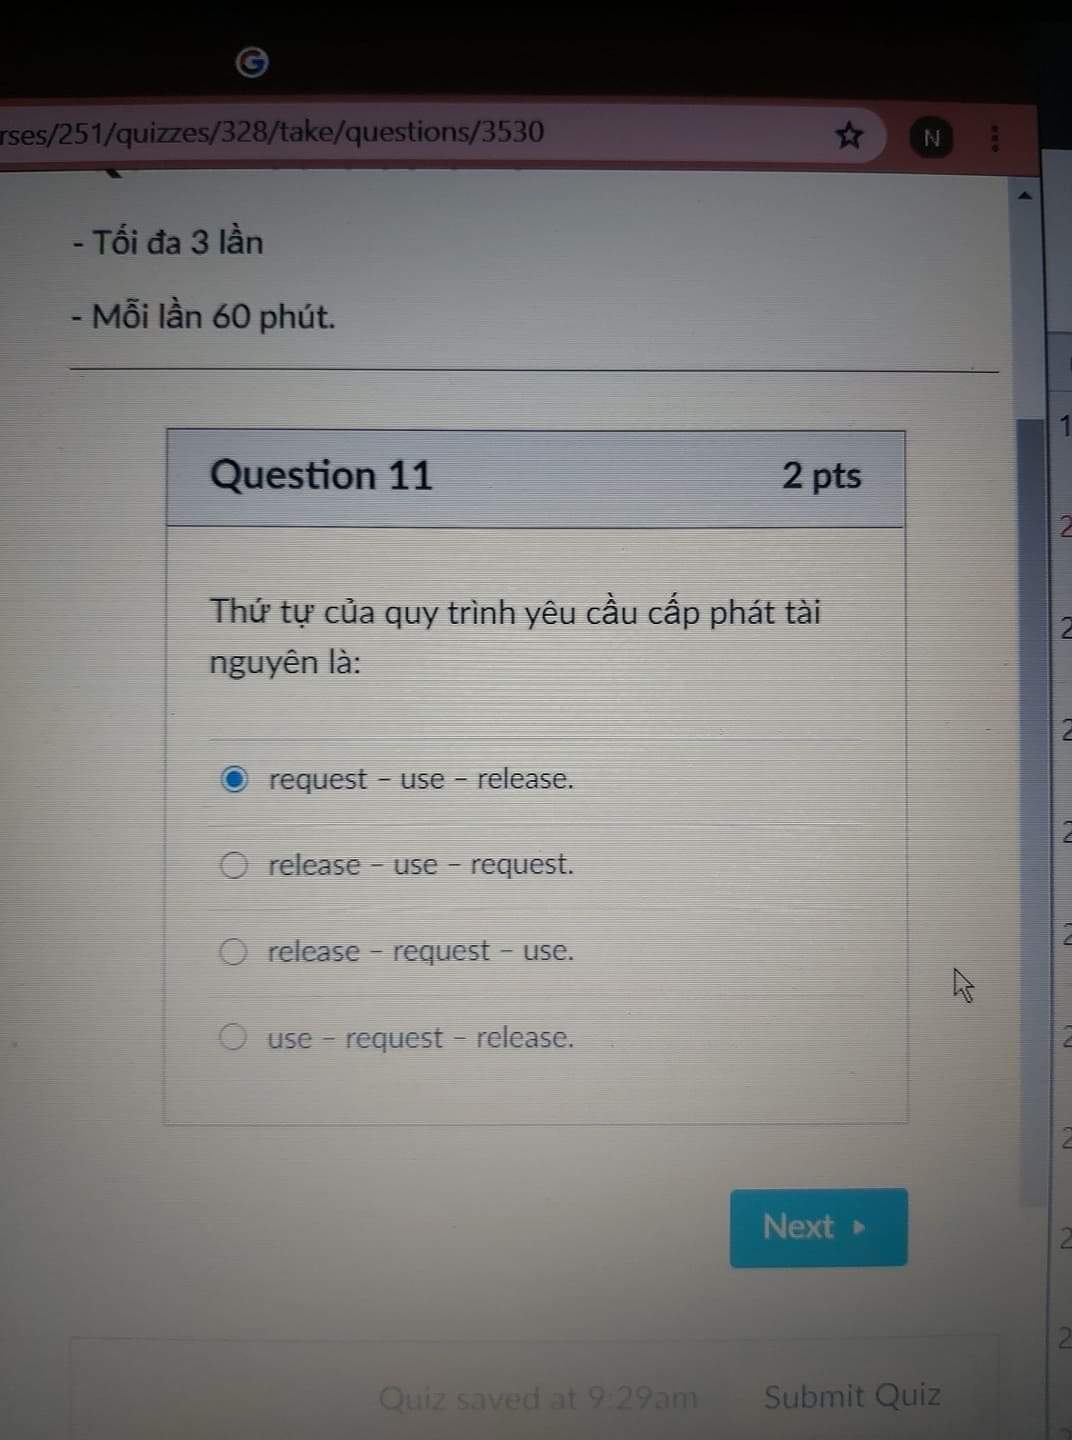 G
rses/251/quizzes/328/take/questions/3530
N
- Tối đa 3 lần
- Mỗi lần 60 phút.
Question 11
2 pts
Thứ tự của quy trình yêu cầu cấp phát tài
nguyên là:
request – use – release.
release – use – request.
release – request – use.
use – request – release.
Next
Quiz saved at 9:29am
Submit Quiz